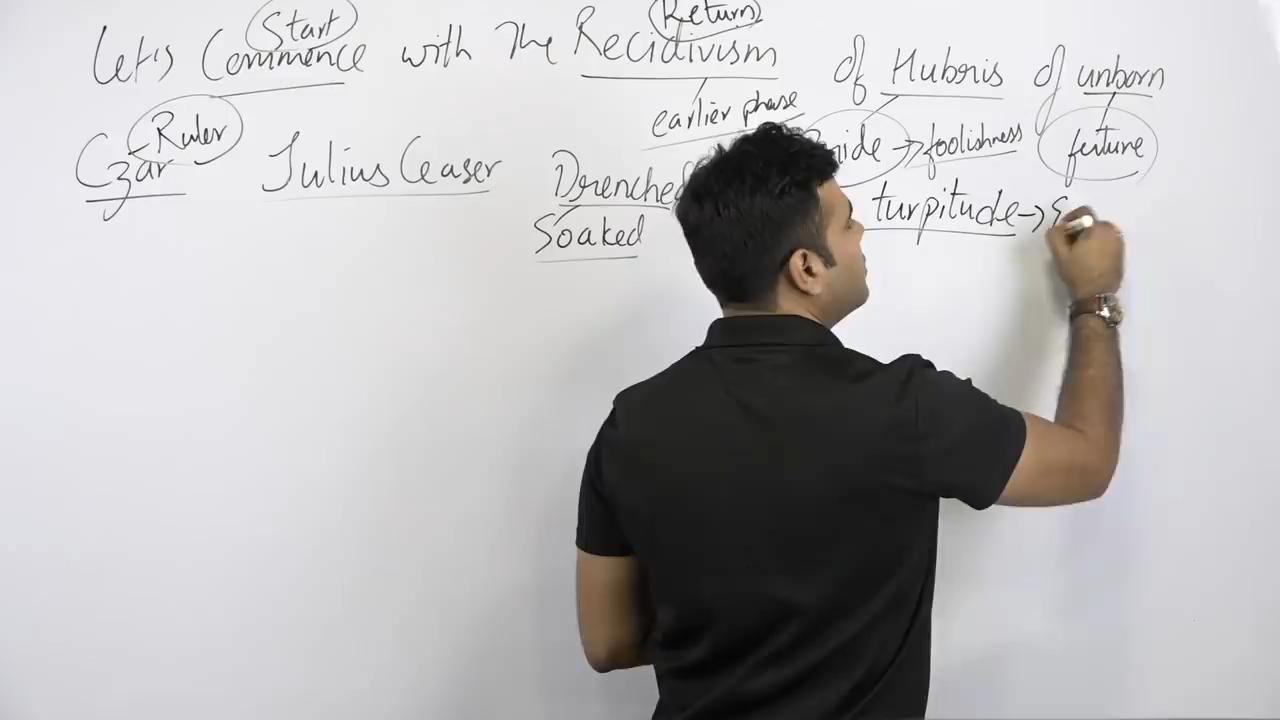 Start Return
Let's Commence with The Recidivism of Hubris of unborn
Ruler earlier phase foolishness future
Czar Julius Ceaser Drenched turpitude→
Soaked